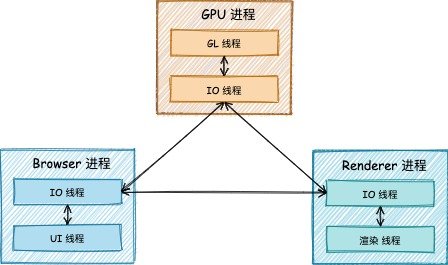 GPU 进程
GL 线程
IO 线程
Browser 进程
IO 线程
UI 线程
Renderer 进程
IO 线程
渲染 线程